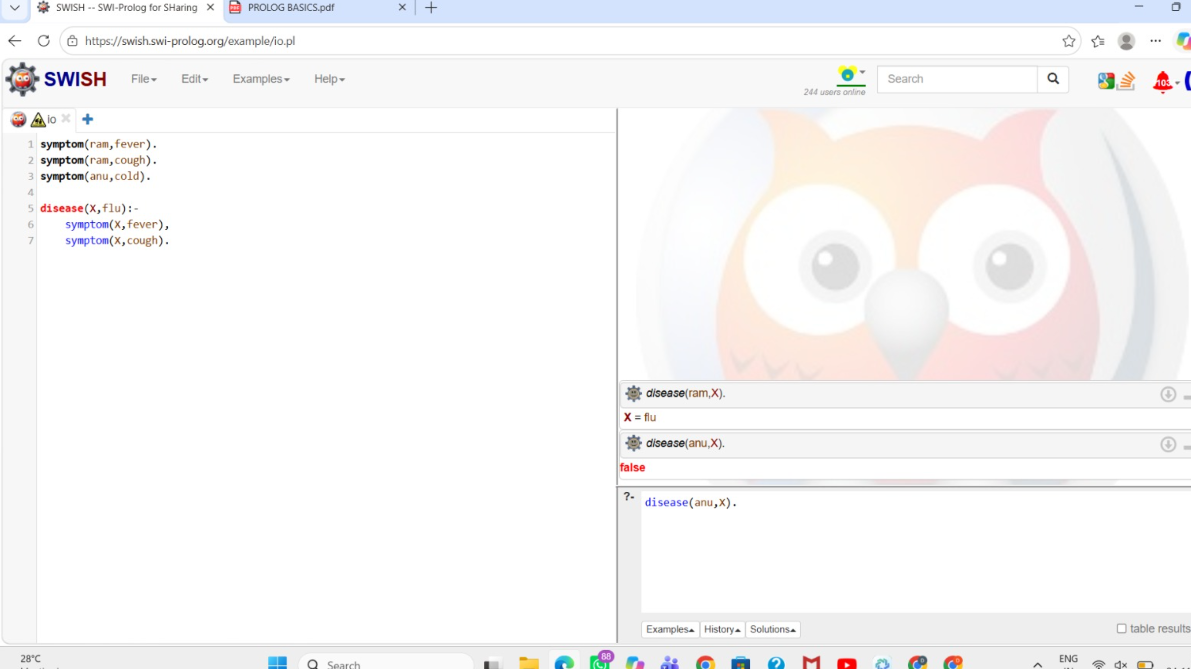 SWISH -- SWI-Prolog for SHaring
PROLOG BASICS.pdf
https://swish.swi-prolog.org/example/io.pl
SWISH
File
Edit
Examples
Help
244 users online
Search
103
io
1 symptom(ram,fever).
2 symptom(ram,cough).
3 symptom(anu,cold).
4
5 disease(X,flu):-
6 symptom(X,fever),
7 symptom(X,cough).
disease(ram,X).
X = flu
disease(anu,X).
false
?- disease(anu,X).
Examples
History
Solutions
table results
28°C
Search
88
ENG